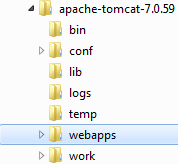 apache-tomcat-7.0.59
bin
conf
lib
logs
temp
webapps
work